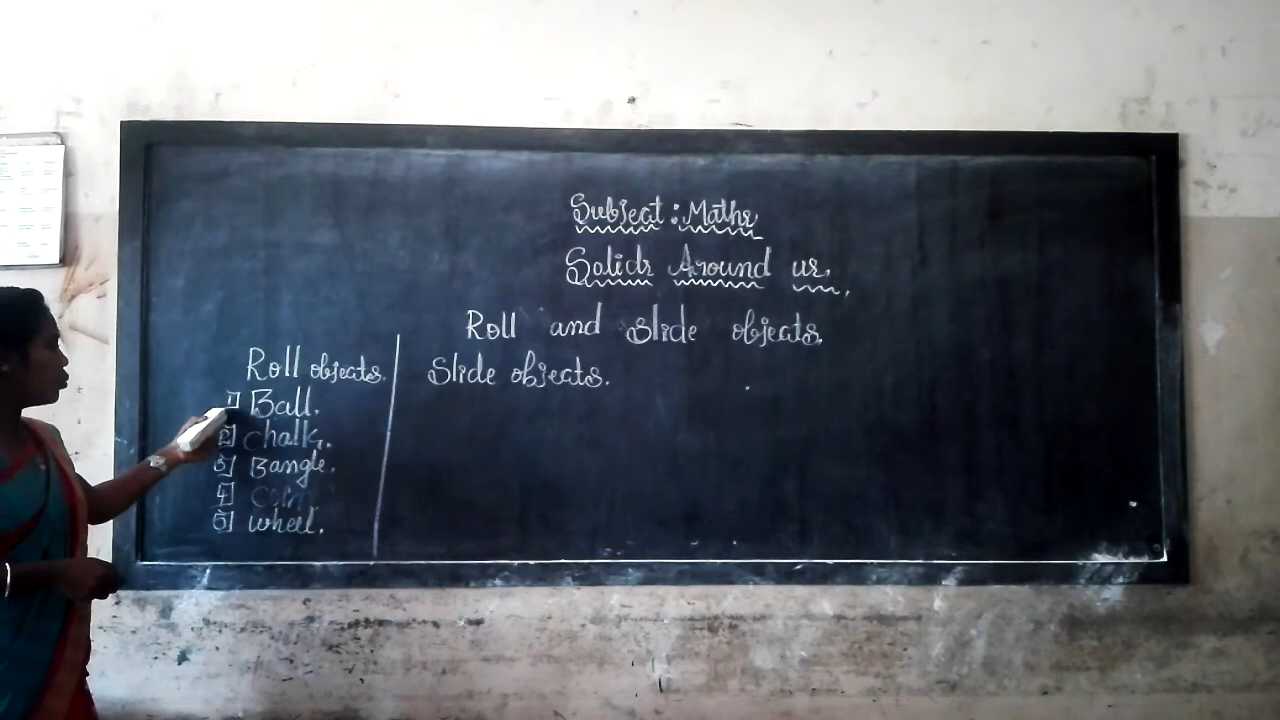 Subject : Maths
Solids Around us.
Roll and slide objects.
Roll objects.
1] Ball.
2] chalk.
3] Bangle.
4] Coin
5] wheel.
Slide objects.